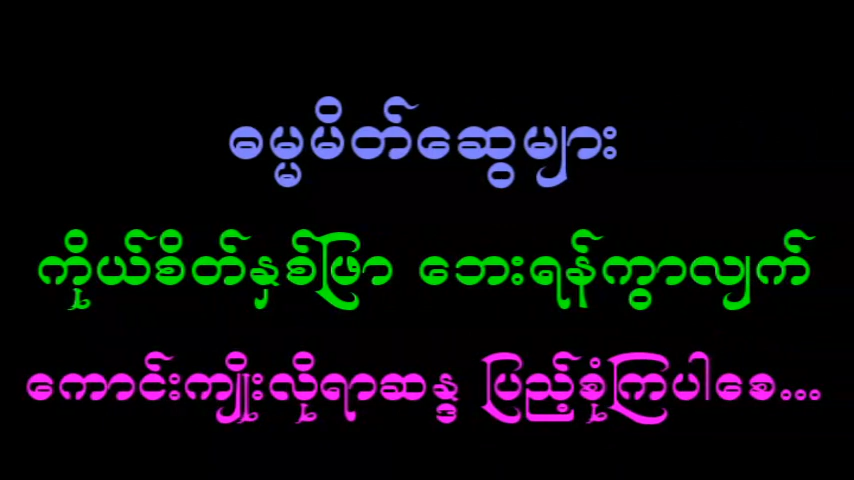 ဓမ္မမိတ်ဆွေများ
ကိုယ်စိတ်နှစ်ဖြာ ဘေးရန်ကွာလျက်
ကောင်းကျိုးလိုရာဆန္ဒ ပြည့်စုံကြပါစေ...